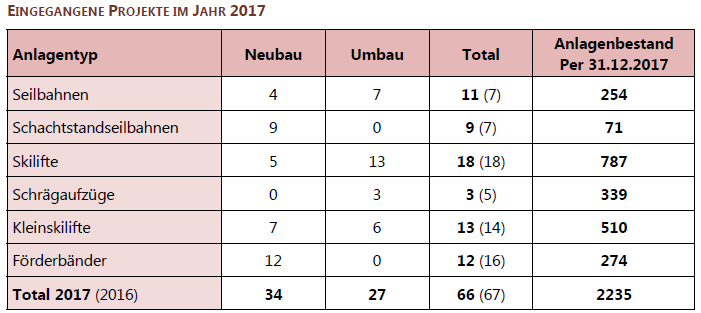 EINGEGANGENE PROJEKTE IM JAHR 2017
Anlagentyp Neubau Umbau Total Anlagenbestand
Per 31.12.2017
Seilbahnen 4 7 11 (7) 254
Schachtstandseilbahnen 9 0 9 (7) 71
Skilifte 5 13 18 (18) 787
Schrägaufzüge 0 3 3 (5) 339
Kleinskilifte 7 6 13 (14) 510
Förderbänder 12 0 12 (16) 274
Total 2017 (2016) 34 27 66 (67) 2235